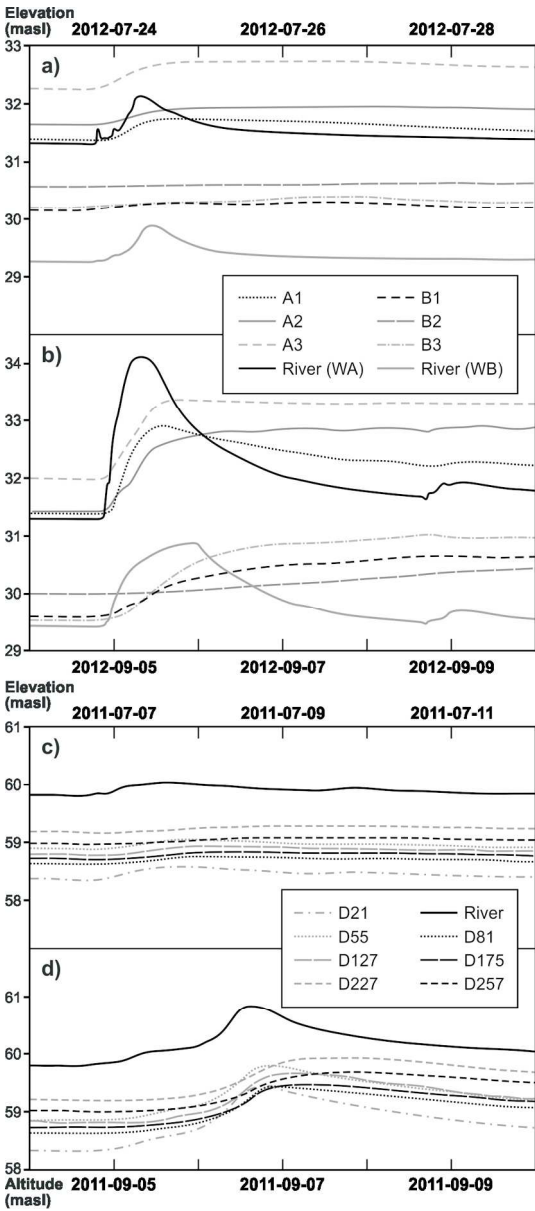 Elevation
(masl)
2012-07-24 2012-07-26 2012-07-28
33
a)
32
31
30
29
A1 B1
A2 B2
A3 B3
River (WA) River (WB)
34
b)
33
32
31
30
29
2012-09-05 2012-09-07 2012-09-09
Elevation
(masl)
2011-07-07 2011-07-09 2011-07-11
61
c)
60
59
58
D21 River
D55 D81
D127 D175
D227 D257
d)
61
60
59
58
Altitude
(masl)
2011-09-05 2011-09-07 2011-09-09